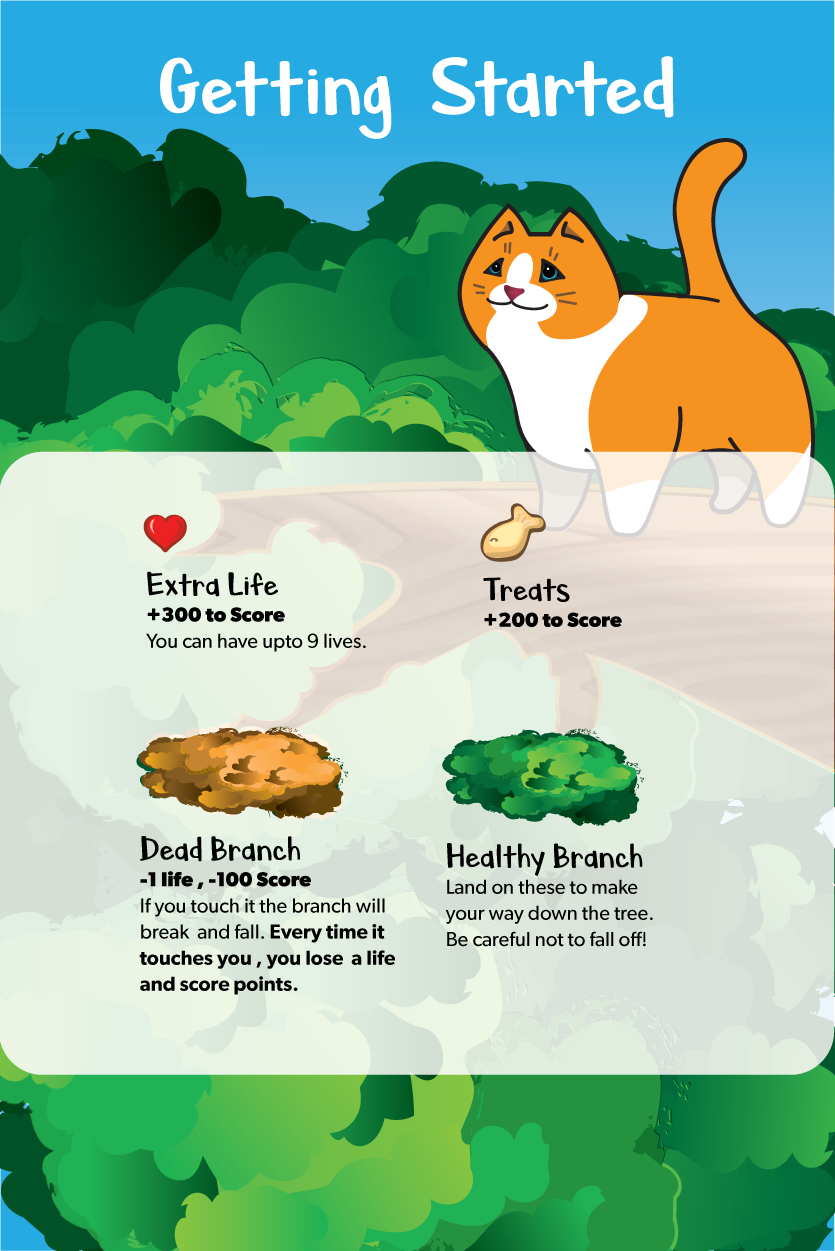 Getting Started
Extra Life
+300 to Score
You can have upto 9 lives.
Treats
+200 to Score
Dead Branch
-1 life , -100 Score
If you touch it the branch will
break and fall. Every time it
touches you , you lose a life
and score points.
Healthy Branch
Land on these to make
your way down the tree.
Be careful not to fall off!